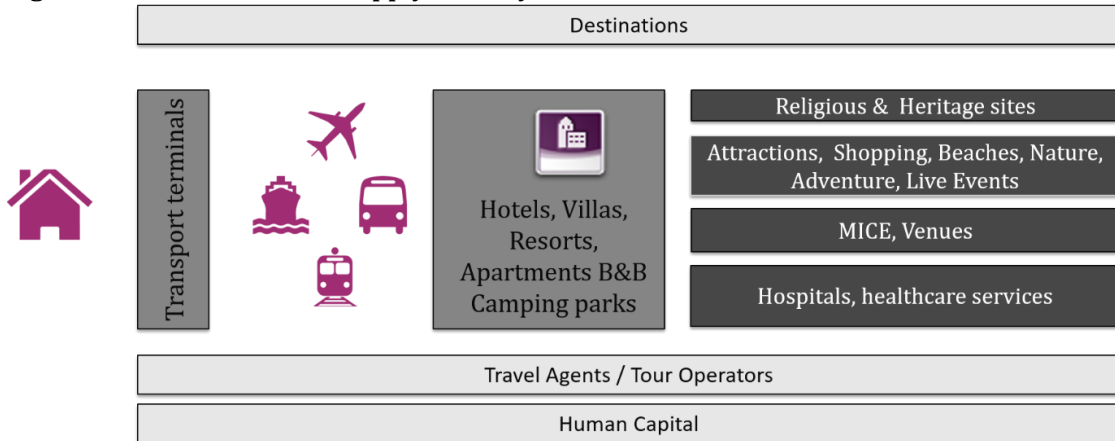 Destinations
Transport terminals
Hotels, Villas,
Resorts,
Apartments B&B
Camping parks
Religious & Heritage sites
Attractions, Shopping, Beaches, Nature,
Adventure, Live Events
MICE, Venues
Hospitals, healthcare services
Travel Agents / Tour Operators
Human Capital